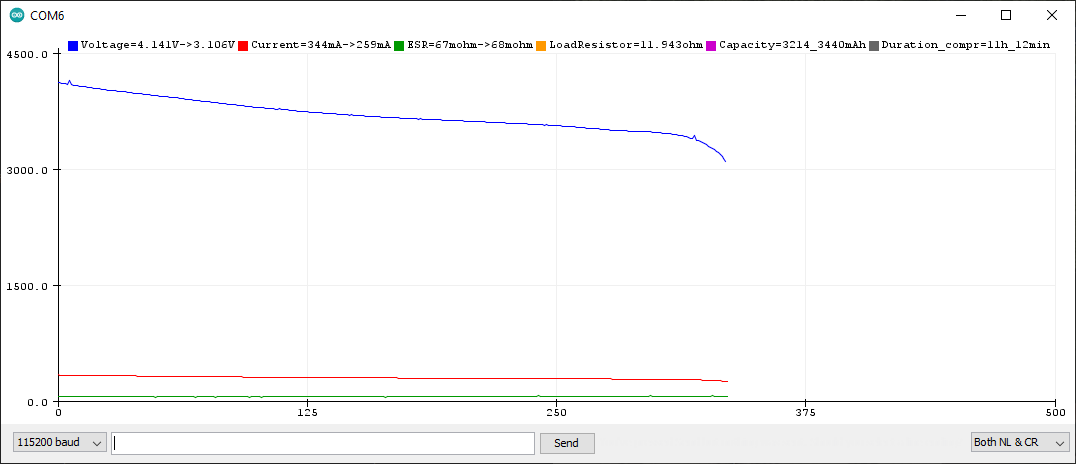 COM6
Voltage=4.141V->3.106V Current=344mA->259mA ESR=67mohm->68mohm LoadResistor=11.943ohm Capacity=3214_3440mAh Duration_compr=11h_12min
4500.0
3000.0
1500.0
0.0
0 125 250 375 500
115200 baud Send Both NL & CR